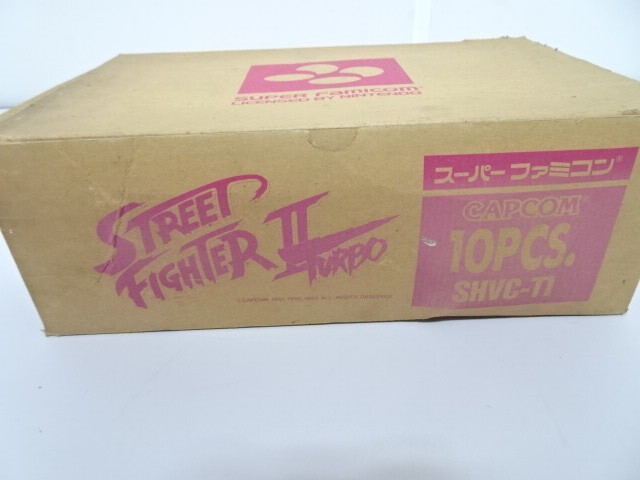 SUPER FAMICOM
LICENSED BY NINTENDO
STREET
FIGHTER II
TURBO
スーパーファミコン®
CAPCOM
10PCS.
SHVC-TI